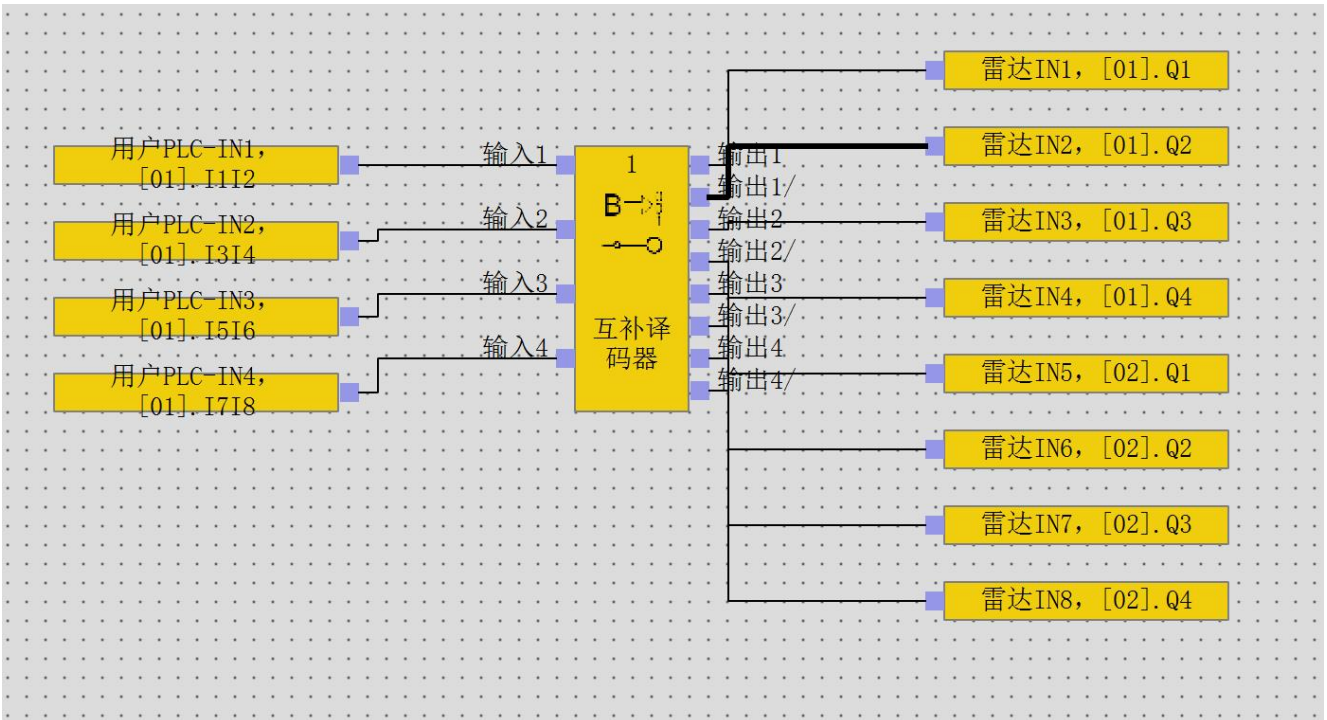 用户PLC-IN1,
[01].I1I2
用户PLC-IN2,
[01].I3I4
用户PLC-IN3,
[01].I5I6
用户PLC-IN4,
[01].I7I8
输入1
输入2
输入3
输入4
1
B
互补译
码器
输出1
输出1/
输出2
输出2/
输出3
输出3/
输出4
输出4/
雷达IN1, [01].Q1
雷达IN2, [01].Q2
雷达IN3, [01].Q3
雷达IN4, [01].Q4
雷达IN5, [02].Q1
雷达IN6, [02].Q2
雷达IN7, [02].Q3
雷达IN8, [02].Q4